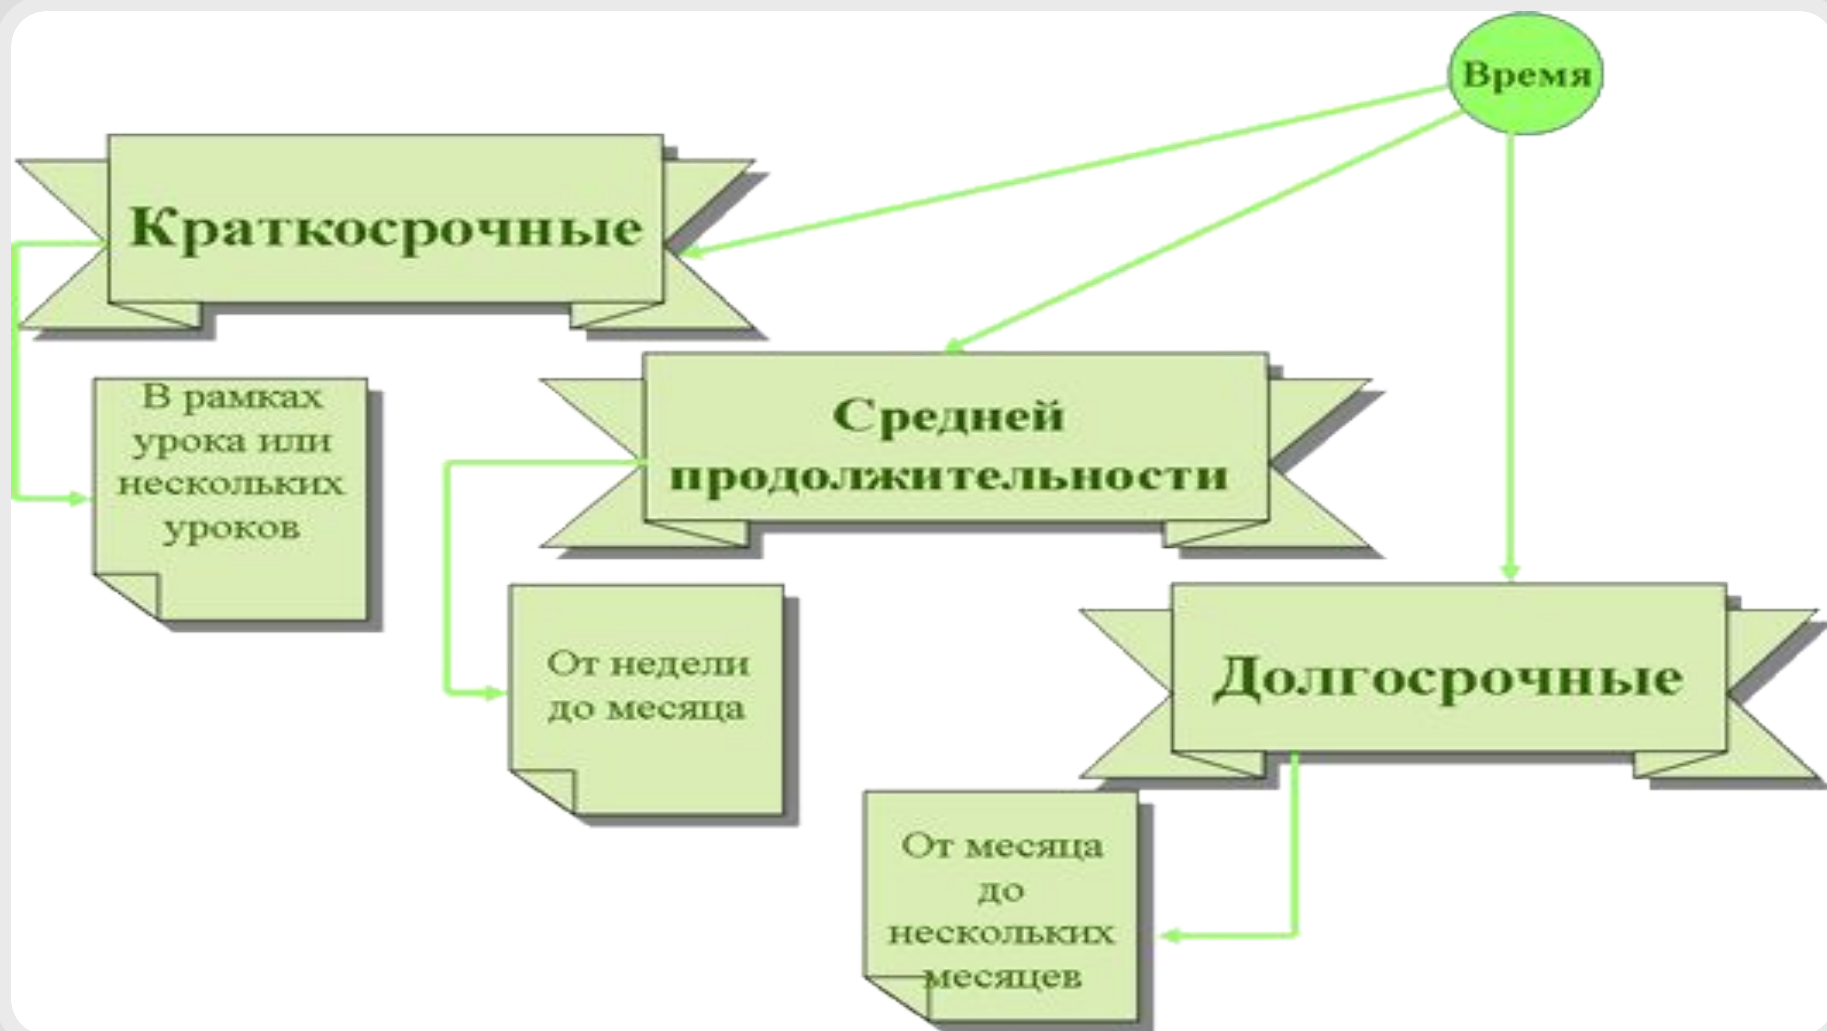 Время
Краткосрочные
В рамках
урока или
нескольких
уроков
Средней
продолжительности
От недели
до месяца
Долгосрочные
От месяца
до
нескольких
месяцев